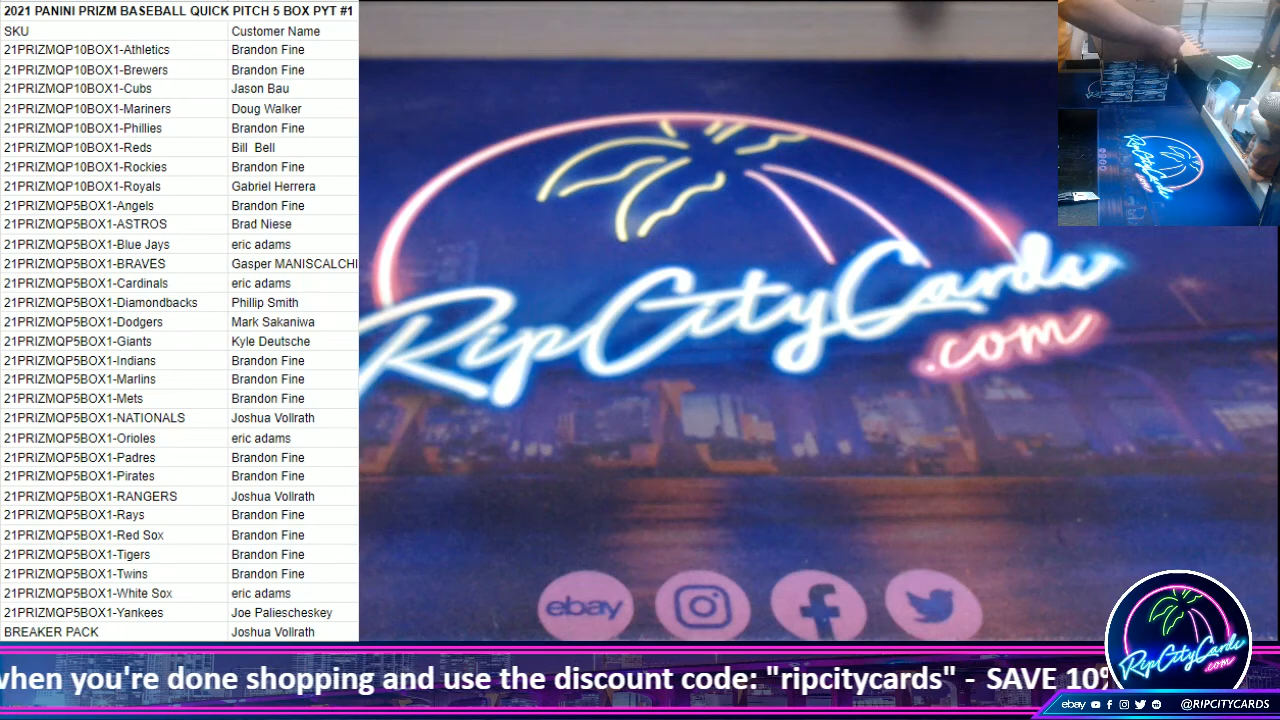 2021 PANINI PRIZM BASEBALL QUICK PITCH 5 BOX PYT #1
SKU Customer Name
21PRIZMQP10BOX1-Athletics Brandon Fine
21PRIZMQP10BOX1-Brewers Brandon Fine
21PRIZMQP10BOX1-Cubs Jason Bau
21PRIZMQP10BOX1-Mariners Doug Walker
21PRIZMQP10BOX1-Phillies Brandon Fine
21PRIZMQP10BOX1-Reds Bill Bell
21PRIZMQP10BOX1-Rockies Brandon Fine
21PRIZMQP10BOX1-Royals Gabriel Herrera
21PRIZMQP5BOX1-Angels Brandon Fine
21PRIZMQP5BOX1-ASTROS Brad Niese
21PRIZMQP5BOX1-Blue Jays eric adams
21PRIZMQP5BOX1-BRAVES Gasper MANISCALCHI
21PRIZMQP5BOX1-Cardinals eric adams
21PRIZMQP5BOX1-Diamondbacks Phillip Smith
21PRIZMQP5BOX1-Dodgers Mark Sakaniwa
21PRIZMQP5BOX1-Giants Kyle Deutsche
21PRIZMQP5BOX1-Indians Brandon Fine
21PRIZMQP5BOX1-Marlins Brandon Fine
21PRIZMQP5BOX1-Mets Brandon Fine
21PRIZMQP5BOX1-NATIONALS Joshua Vollrath
21PRIZMQP5BOX1-Orioles eric adams
21PRIZMQP5BOX1-Padres Brandon Fine
21PRIZMQP5BOX1-Pirates Brandon Fine
21PRIZMQP5BOX1-RANGERS Joshua Vollrath
21PRIZMQP5BOX1-Rays Brandon Fine
21PRIZMQP5BOX1-Red Sox Brandon Fine
21PRIZMQP5BOX1-Tigers Brandon Fine
21PRIZMQP5BOX1-Twins Brandon Fine
21PRIZMQP5BOX1-White Sox eric adams
21PRIZMQP5BOX1-Yankees Joe Paliescheskey
BREAKER PACK Joshua Vollrath
RipCityCards
.com
ebay
RipCityCards
.com
RipCityCards
.com
when you're done shopping and use the discount code: "ripcitycards" - SAVE 10%
ebay @RIPCITYCARDS